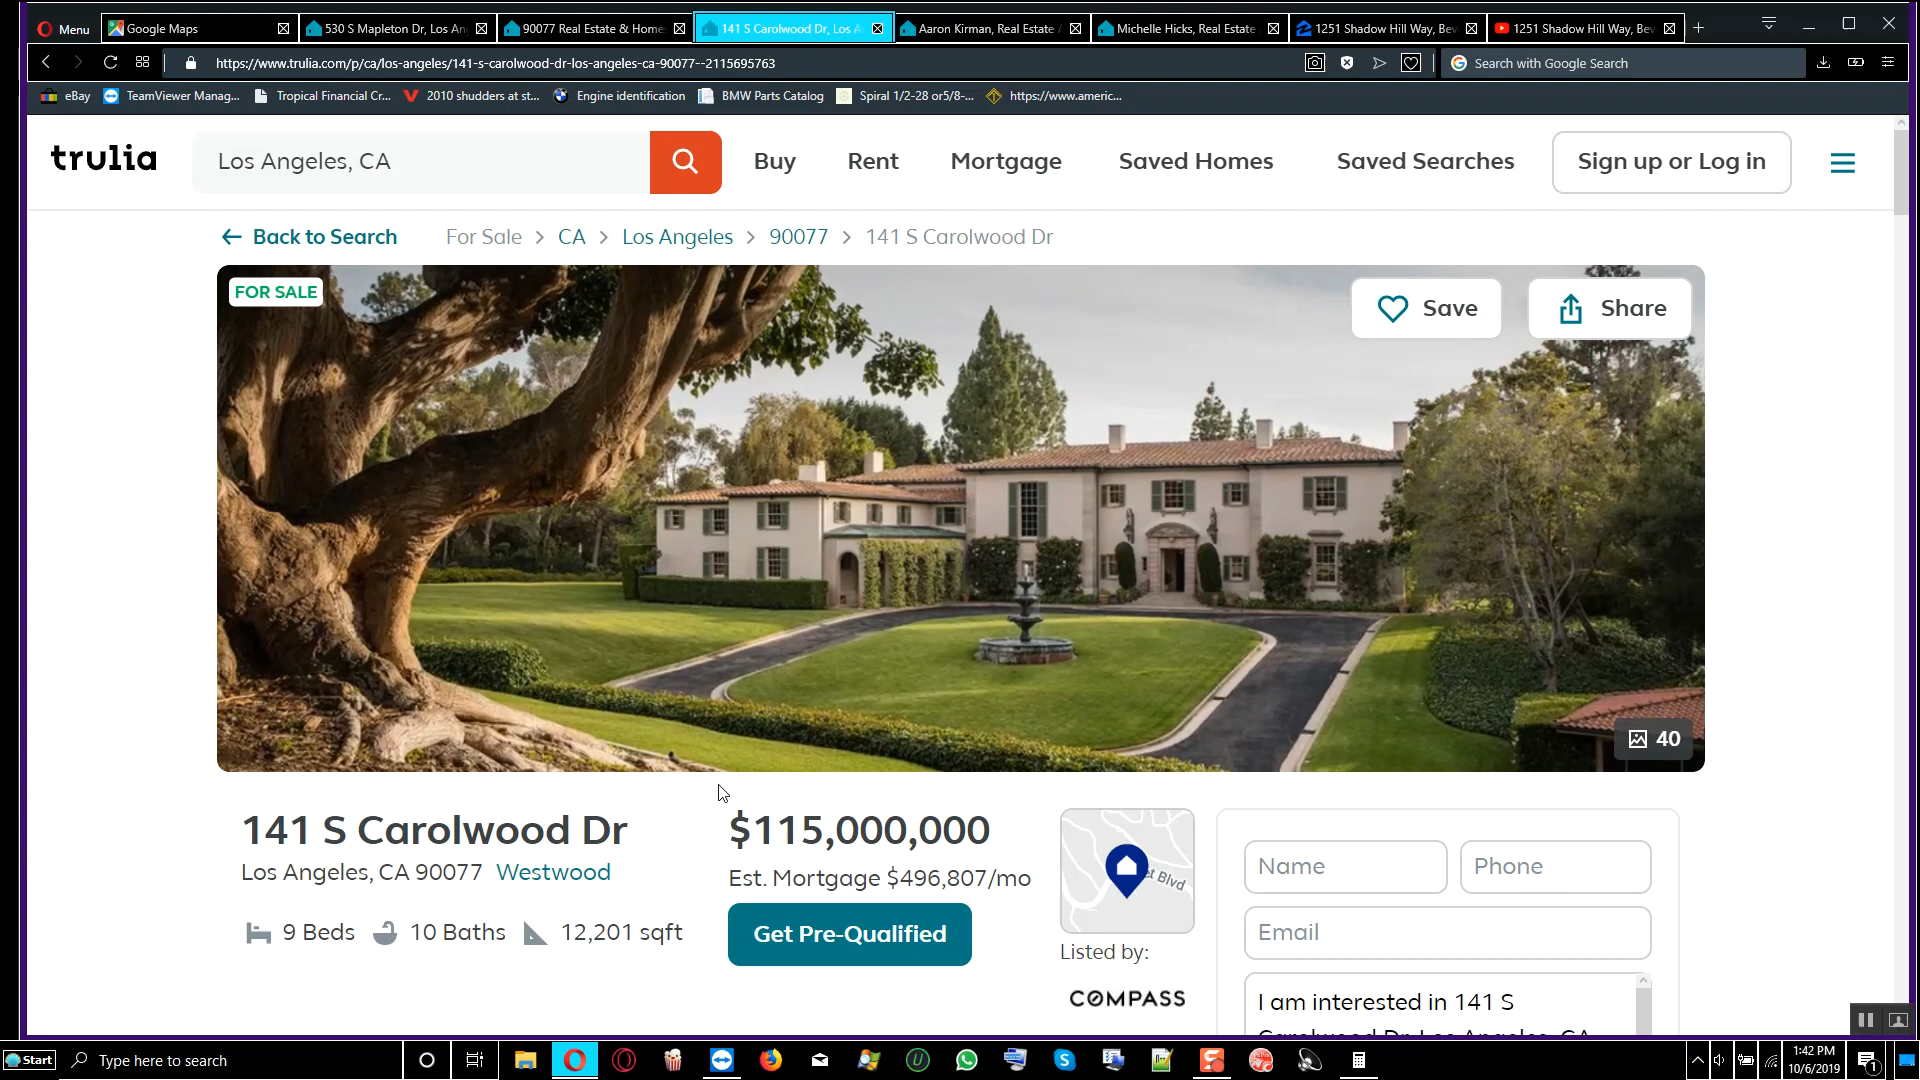 Menu
Google Maps
530 S Mapleton Dr, Los An
90077 Real Estate & Home
141 S Carolwood Dr, Los A
Aaron Kirman, Real Estate A
Michelle Hicks, Real Estate
1251 Shadow Hill Way, Bev
1251 Shadow Hill Way, Bev
https://www.trulia.com/p/ca/los-angeles/141-s-carolwood-dr-los-angeles-ca-90077--2115695763
Search with Google Search
eBay
TeamViewer Manag...
Tropical Financial Cr...
2010 shudders at st...
Engine identification
BMW Parts Catalog
Spiral 1/2-28 or5/8-...
https://www.americ...
trulia
Los Angeles, CA
Buy
Rent
Mortgage
Saved Homes
Saved Searches
Sign up or Log in
Back to Search
For Sale > CA > Los Angeles > 90077 > 141 S Carolwood Dr
FOR SALE
Save
Share
40
141 S Carolwood Dr
Los Angeles, CA 90077 Westwood
9 Beds
10 Baths
12,201 sqft
$115,000,000
Est. Mortgage $496,807/mo
Get Pre-Qualified
et Blvd
Listed by:
COMPASS
Name
Phone
Email
I am interested in 141 S
Carolwood Dr, Los Angeles, CA
Start
Type here to search
1:42 PM
10/6/2019
1